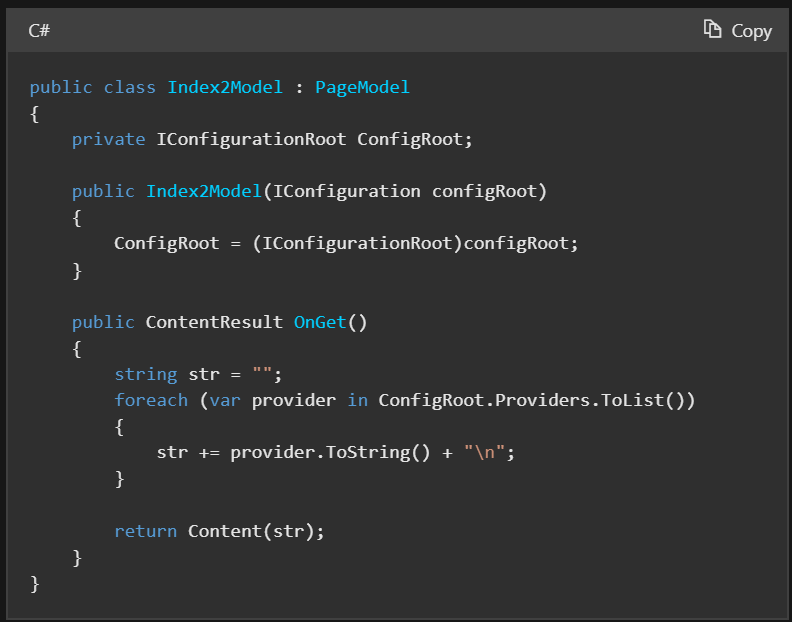 C#
Copy
public class Index2Model : PageModel
{
    private IConfigurationRoot ConfigRoot;
    public Index2Model(IConfiguration configRoot)
    {
        ConfigRoot = (IConfigurationRoot)configRoot;
    }
    public ContentResult OnGet()
    {
        string str = "";
        foreach (var provider in ConfigRoot.Providers.ToList())
        {
            str += provider.ToString() + "\n";
        }
        return Content(str);
    }
}